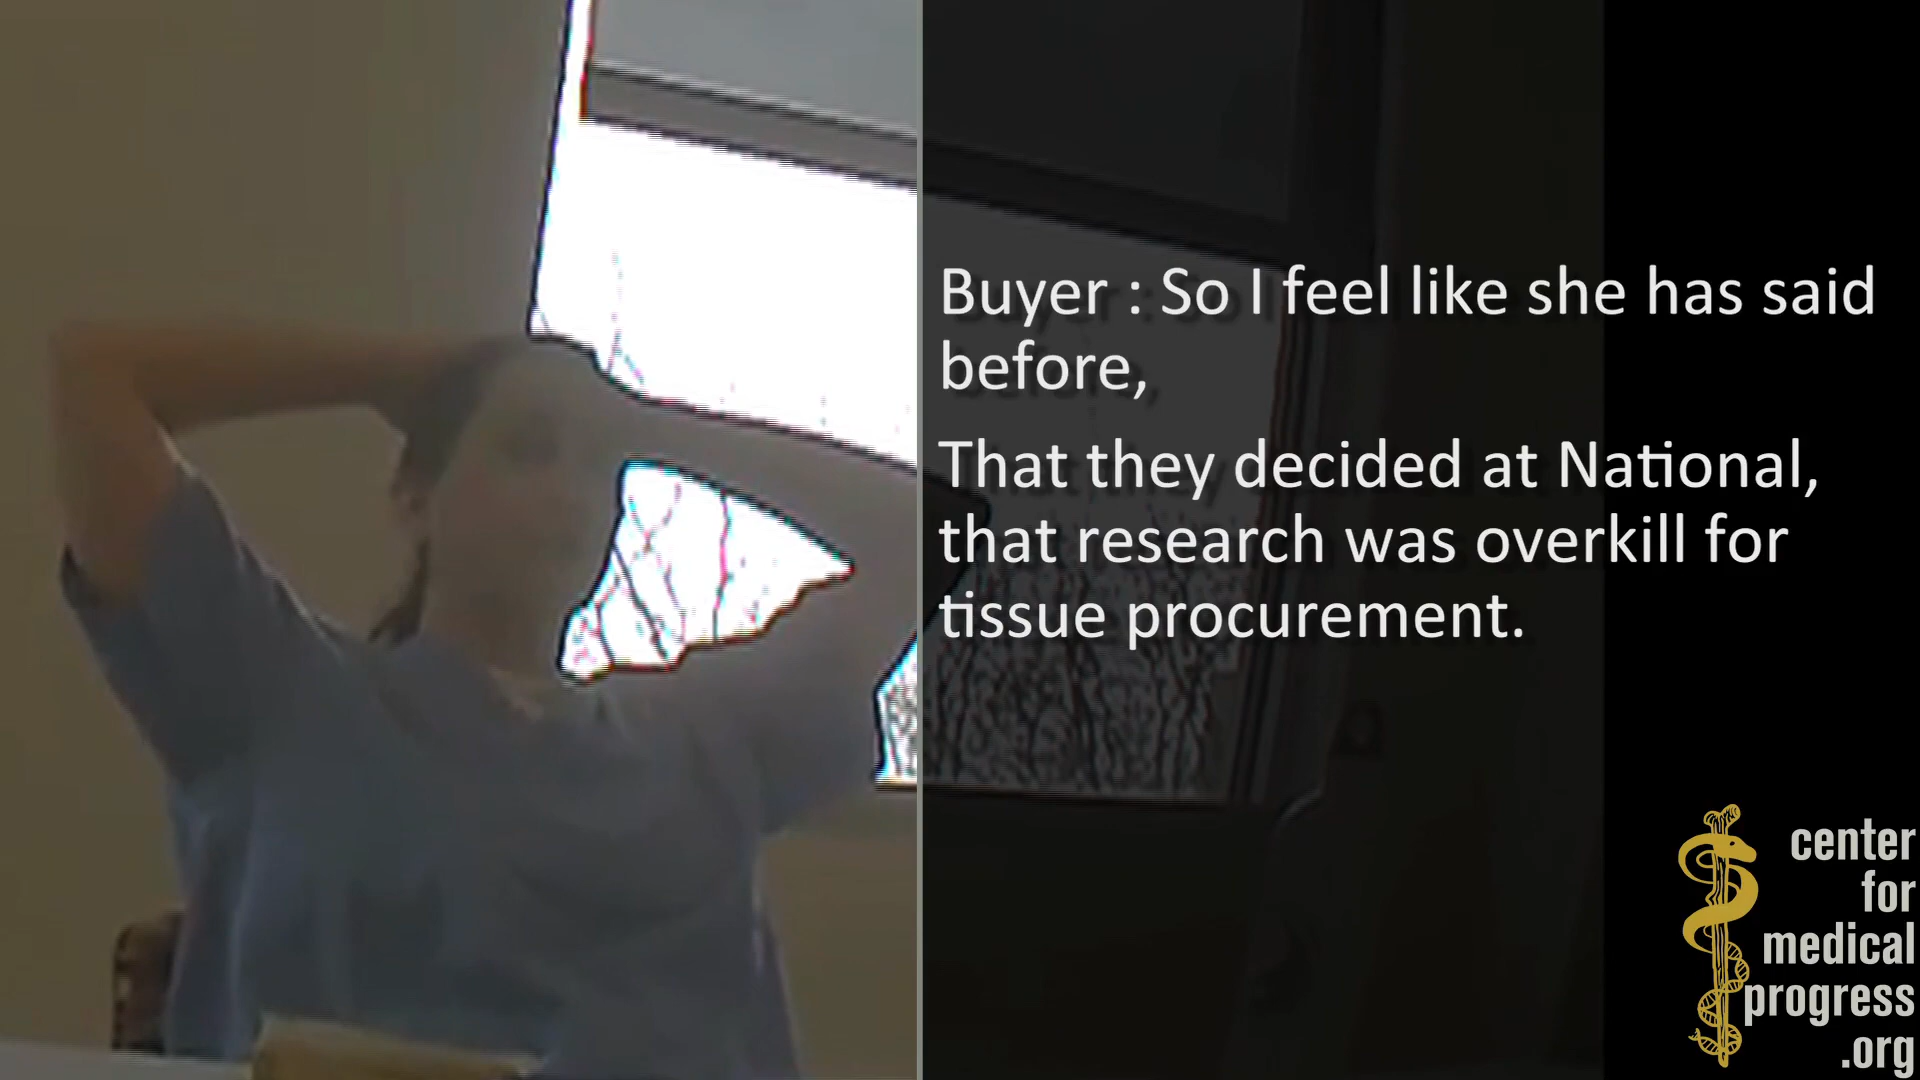 Buyer : So I feel like she has said
before,
That they decided at National,
that research was overkill for
tissue procurement.
center
for
medical
progress
.org